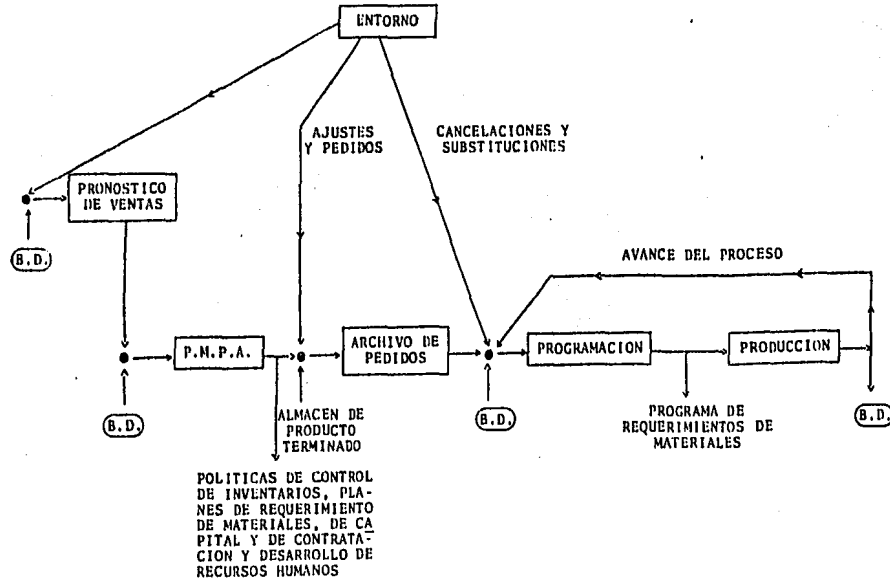 ENTORNO
AJUSTES
Y PEDIDOS
CANCELACIONES Y
SUBSTITUCIONES
PRONOSTICO
DE VENTAS
B.D.
AVANCE DEL PROCESO
P.M.P.A.
ARCHIVO DE
PEDIDOS
PROGRAMACION
PRODUCCION
B.D.
ALMACEN DE
PRODUCTO
TERMINADO
B.D.
PROGRAMA DE
REQUERIMIENTOS DE
MATERIALES
B.D.
POLITICAS DE CONTROL
DE INVENTARIOS, PLA-
NES DE REQUERIMIENTO
DE MATERIALES, DE CA
PITAL Y DE CONTRATA-
CION Y DESARROLLO DE
RECURSOS HUMANOS